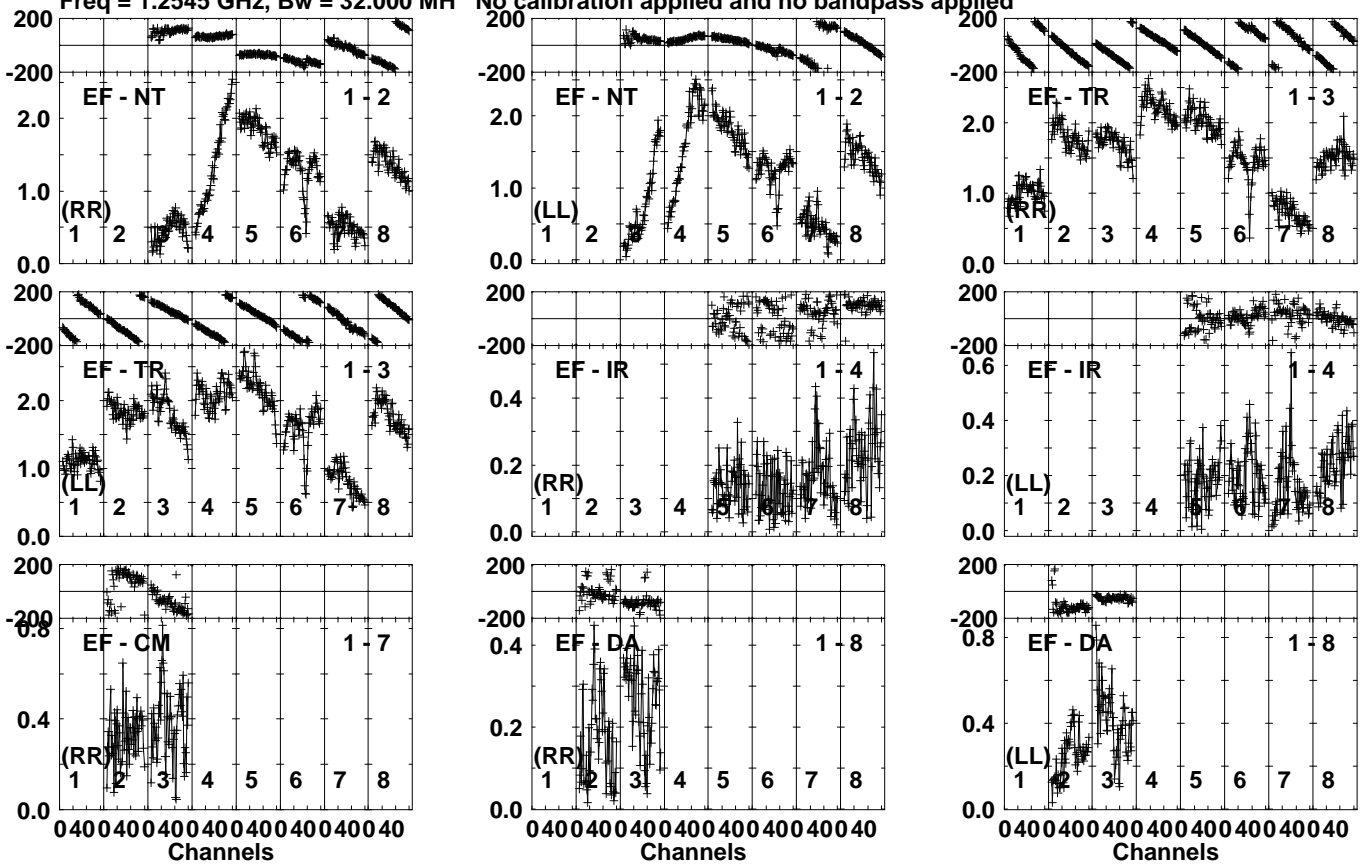 Freq = 1.2545 GHz, Bw = 32.000 MH No calibration applied and no bandpass applied
200
-200
EF - NT 1 - 2
2.0
1.0
(RR)
1 2 3 4 5 6 7 8
0.0
200
-200
EF - NT 1 - 2
2.0
1.0
(LL)
1 2 3 4 5 6 7 8
0.0
200
-200
EF - TR 1 - 3
2.0
1.0
(RR)
1 2 3 4 5 6 7 8
0.0
200
-200
EF - TR 1 - 3
2.0
1.0
(LL)
1 2 3 4 5 6 7 8
0.0
200
-200
EF - IR 1 - 4
0.4
0.2
(RR)
1 2 3 4 5 6 7 8
0.0
200
-200
0.6
EF - IR 1 - 4
0.4
0.2
(LL)
1 2 3 4 5 6 7 8
0.0
200
-200
0.8
EF - CM 1 - 7
0.4
(RR)
1 2 3 4 5 6 7 8
0.0
0 40 0 40 0 40 0 40 0 40 0 40 0 40 0 40
Channels
200
-200
EF - DA 1 - 8
0.4
0.2
(RR)
1 2 3 4 5 6 7 8
0.0
0 40 0 40 0 40 0 40 0 40 0 40 0 40 0 40
Channels
200
-200
EF - DA 1 - 8
0.8
0.4
(LL)
1 2 3 4 5 6 7 8
0.0
0 40 0 40 0 40 0 40 0 40 0 40 0 40 0 40
Channels